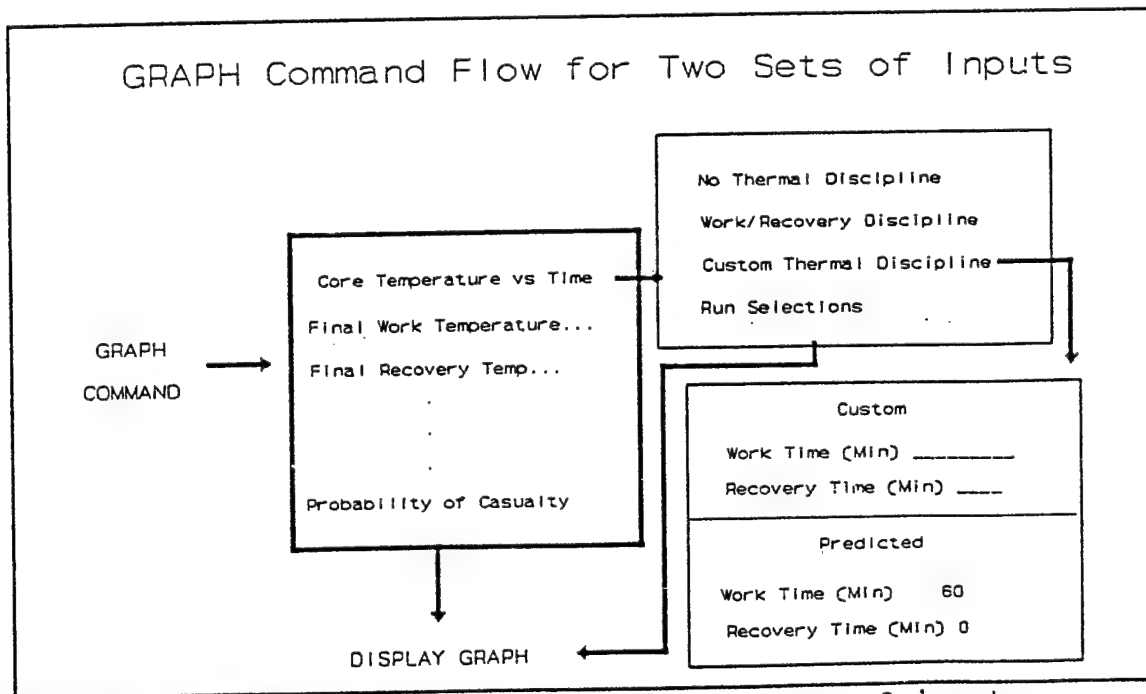 GRAPH Command Flow for Two Sets of Inputs
No Thermal Discipline
Work/Recovery Discipline
Custom Thermal Discipline
Run Selections
Core Temperature vs Time
Final Work Temperature...
Final Recovery Temp...
.
.
.
Probability of Casualty
GRAPH
COMMAND
Custom
Work Time (Min) _________
Recovery Time (Min) ____
Predicted
Work Time (Min) 60
Recovery Time (Min) 0
DISPLAY GRAPH